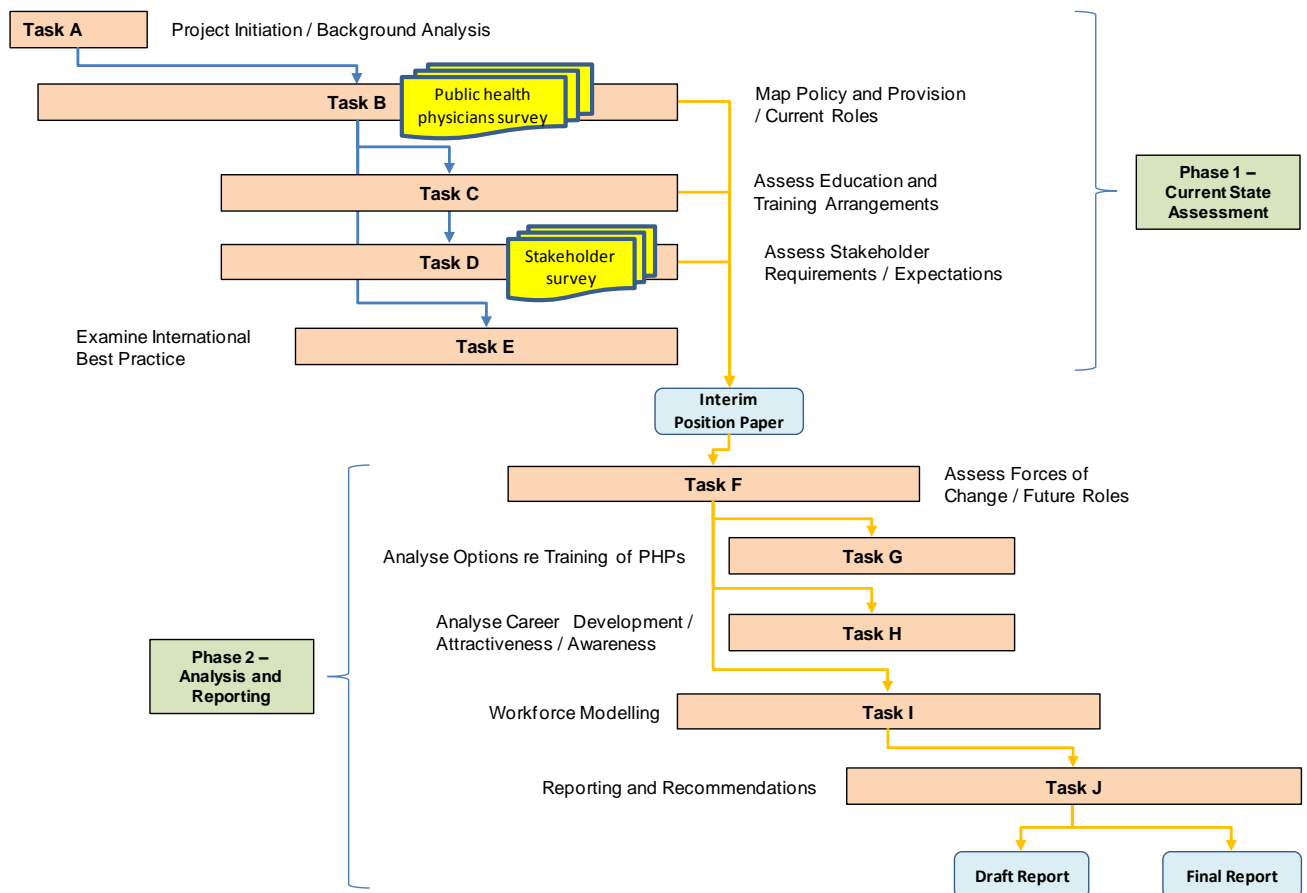 Task A
Project Initiation / Background Analysis
Task B
Public health
physicians survey
Map Policy and Provision
/ Current Roles
Task C
Assess Education and
Training Arrangements
Phase 1 –
Current State
Assessment
Task D
Stakeholder
survey
Assess Stakeholder
Requirements / Expectations
Examine International
Best Practice
Task E
Interim
Position Paper
Task F
Assess Forces of
Change / Future Roles
Analyse Options re Training of PHPs
Task G
Analyse Career Development /
Attractiveness / Awareness
Task H
Phase 2 –
Analysis and
Reporting
Workforce Modelling
Task I
Reporting and Recommendations
Task J
Draft Report
Final Report